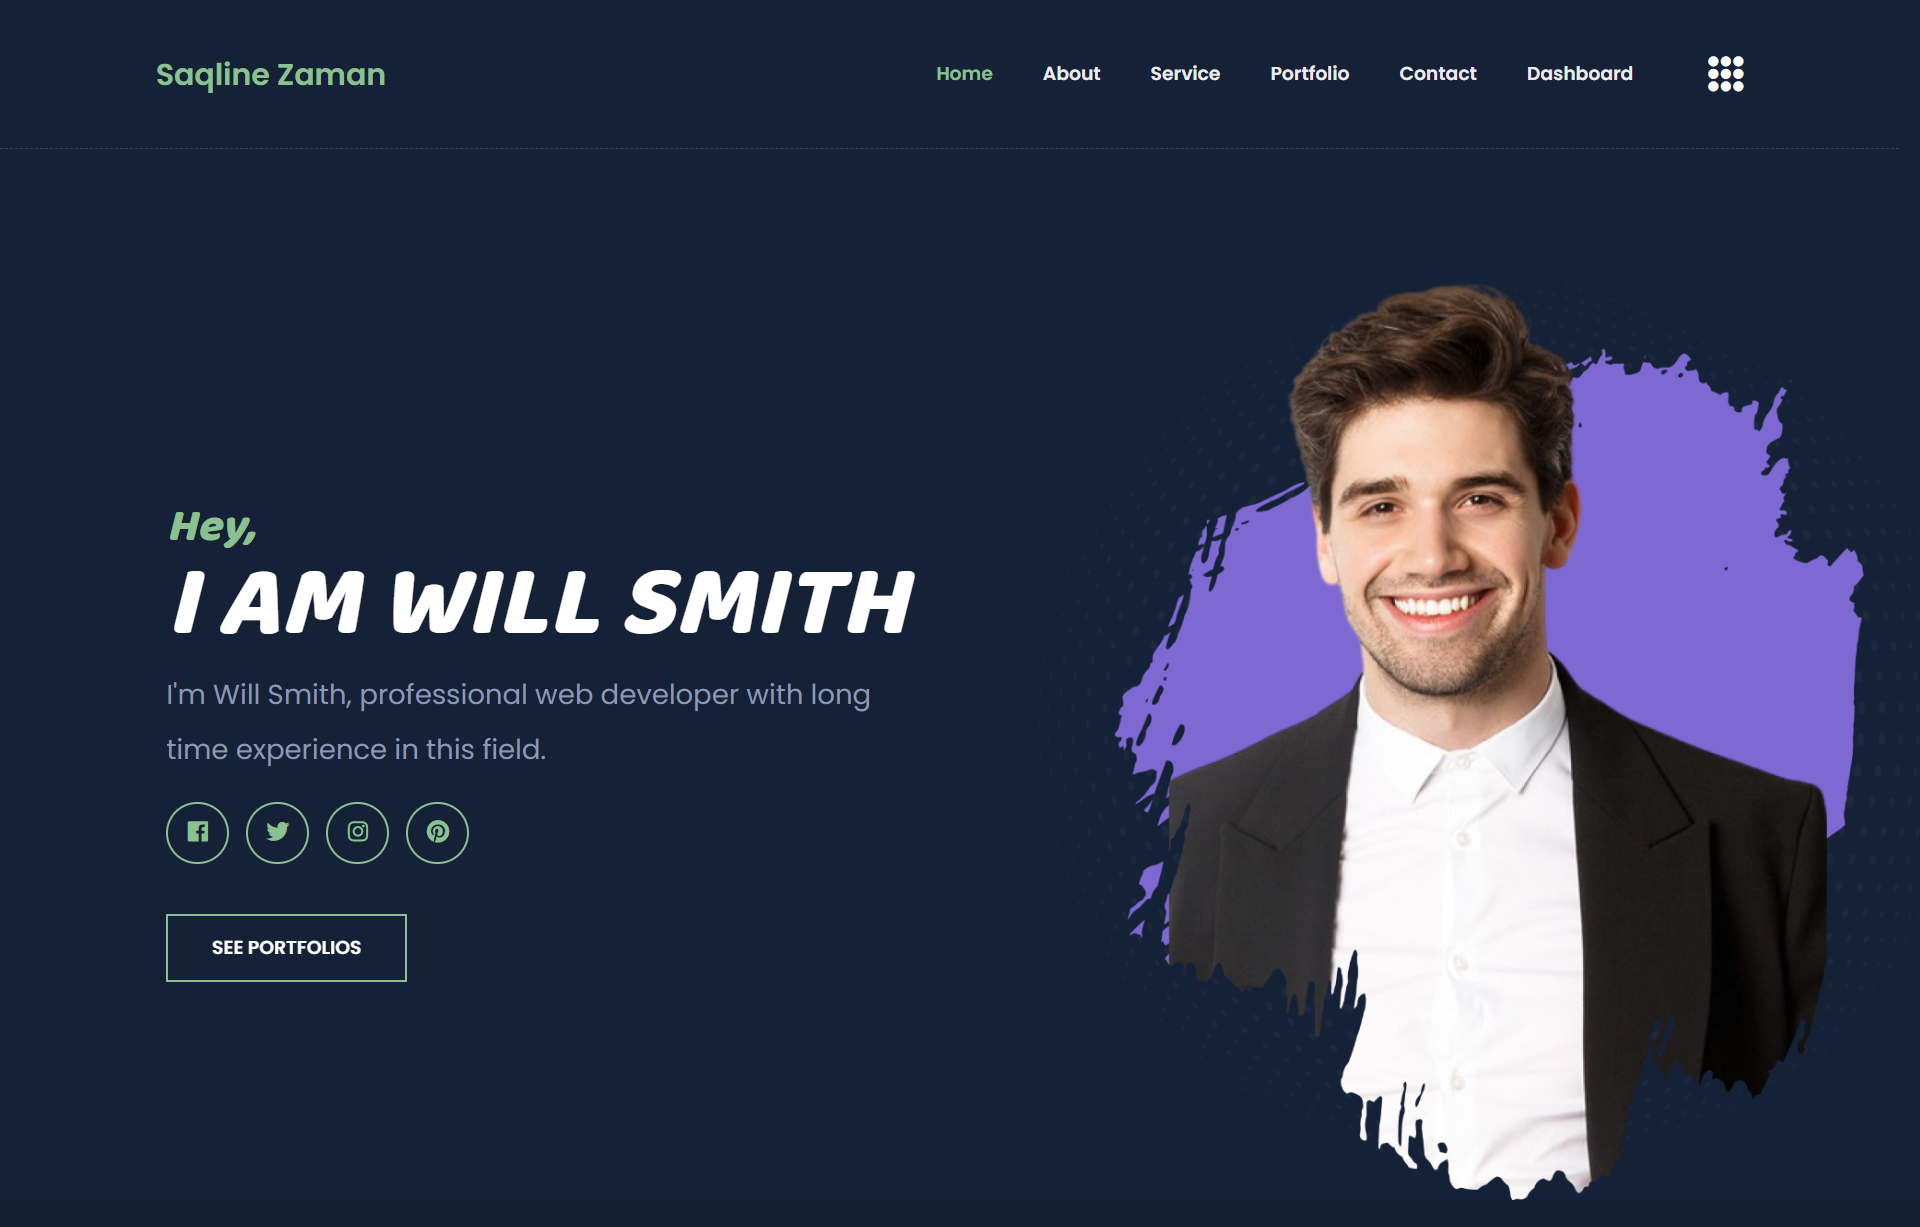 Saqline Zaman
Home About Service Portfolio Contact Dashboard
Hey,
I AM WILL SMITH
I'm Will Smith, professional web developer with long
time experience in this field.
SEE PORTFOLIOS